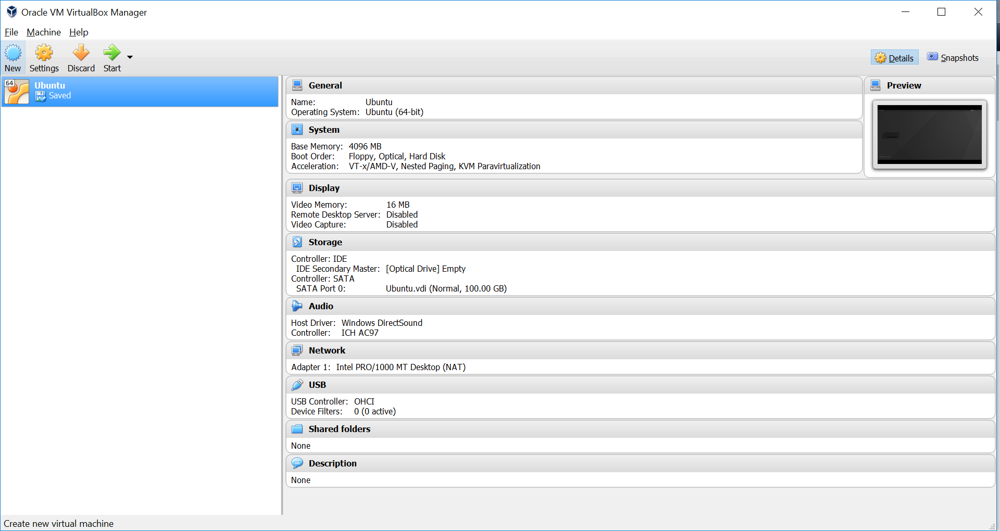 Oracle VM VirtualBox Manager
File Machine Help
New Settings Discard Start
Details Snapshots
64 Ubuntu
Saved
General
Name: Ubuntu
Operating System: Ubuntu (64-bit)
Preview
System
Base Memory: 4096 MB
Boot Order: Floppy, Optical, Hard Disk
Acceleration: VT-x/AMD-V, Nested Paging, KVM Paravirtualization
Display
Video Memory: 16 MB
Remote Desktop Server: Disabled
Video Capture: Disabled
Storage
Controller: IDE
IDE Secondary Master: [Optical Drive] Empty
Controller: SATA
SATA Port 0: Ubuntu.vdi (Normal, 100.00 GB)
Audio
Host Driver: Windows DirectSound
Controller: ICH AC97
Network
Adapter 1: Intel PRO/1000 MT Desktop (NAT)
USB
USB Controller: OHCI
Device Filters: 0 (0 active)
Shared folders
None
Description
None
Create new virtual machine